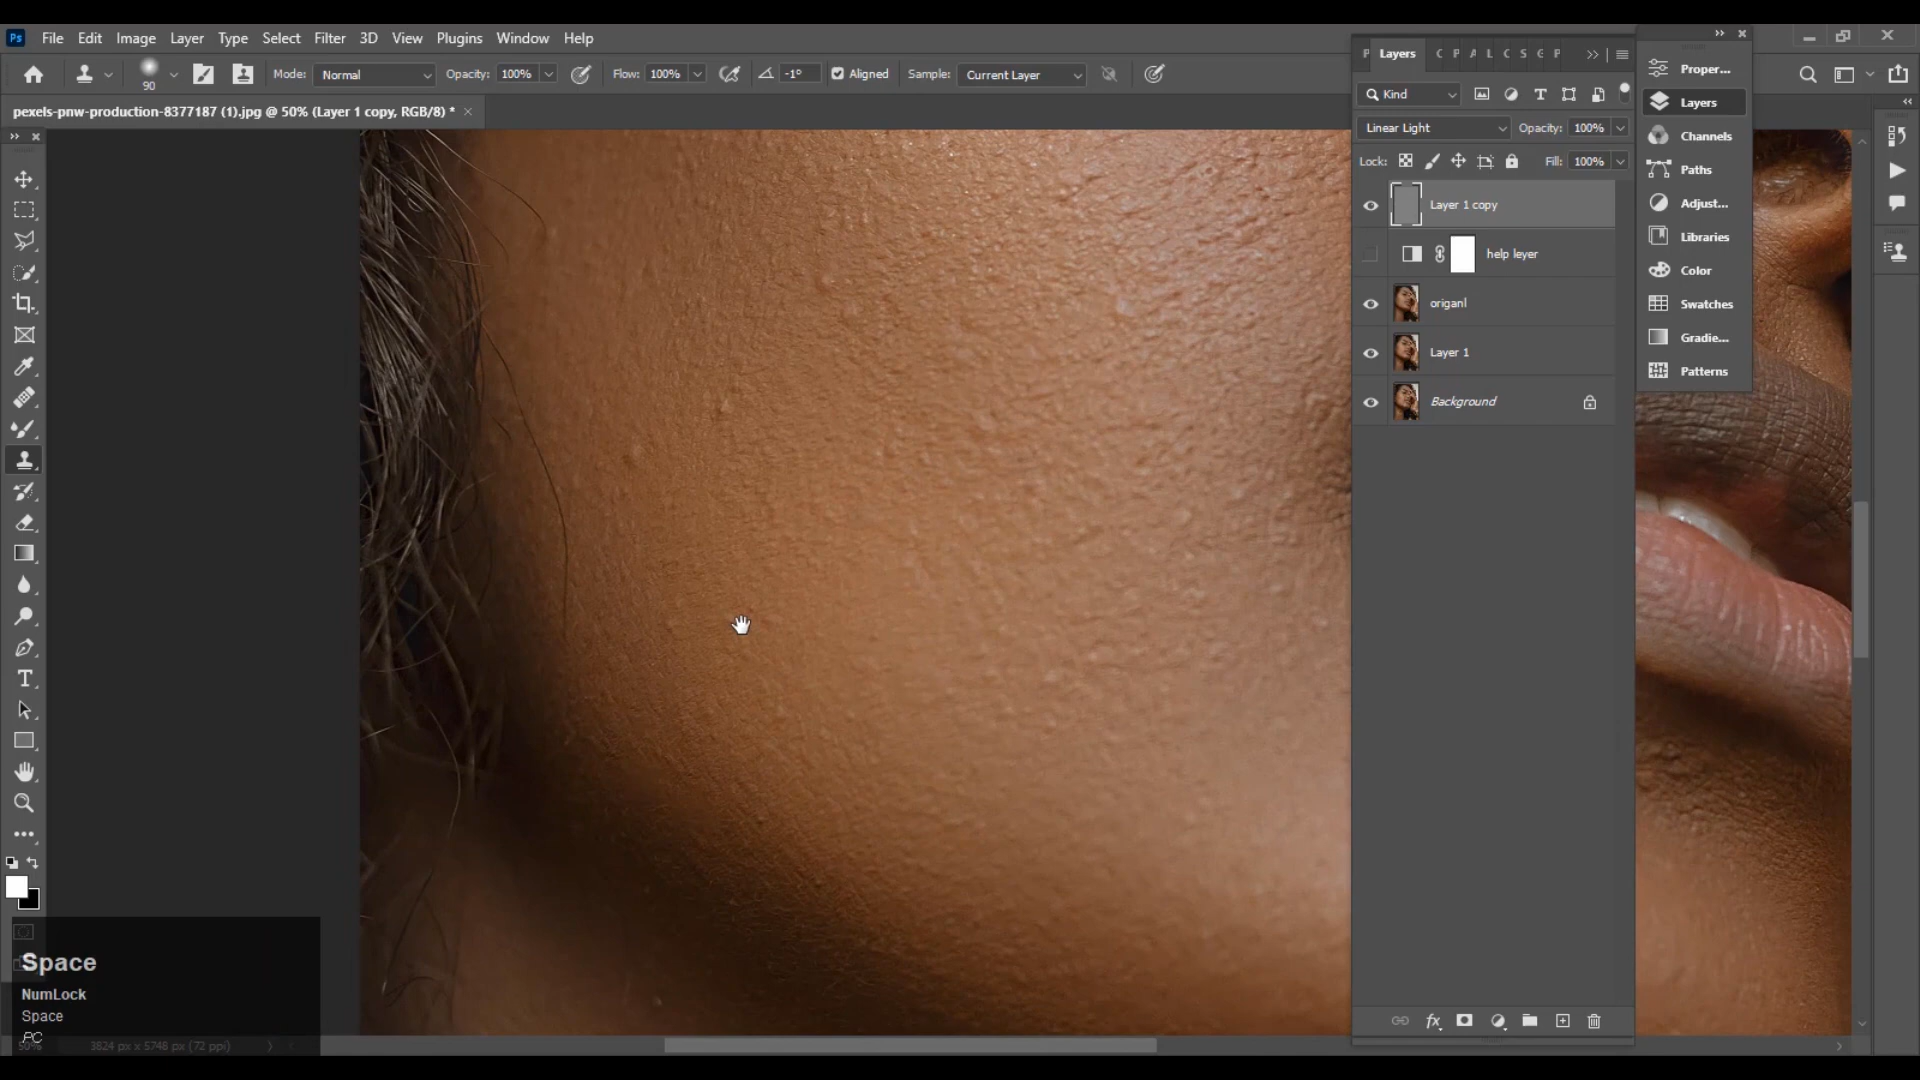 Ps File Edit Image Layer Type Select Filter 3D View Plugins Window Help
90 Mode: Normal Opacity: 100% Flow: 100% -1° Aligned Sample: Current Layer
pexels-pnw-production-8377187 (1).jpg @ 50% (Layer 1 copy, RGB/8) * ×
P Layers C P A L C S G P
Kind
Linear Light Opacity: 100%
Lock: Fill: 100%
Layer 1 copy
help leyer
origanl
Layer 1
Background
Proper...
Layers
Channels
Paths
Adjust...
Libraries
Color
Swatches
Gradie...
Patterns
fx
Space
NumLock
Space
PC
50% 3824 px x 5746 px (72 ppi)